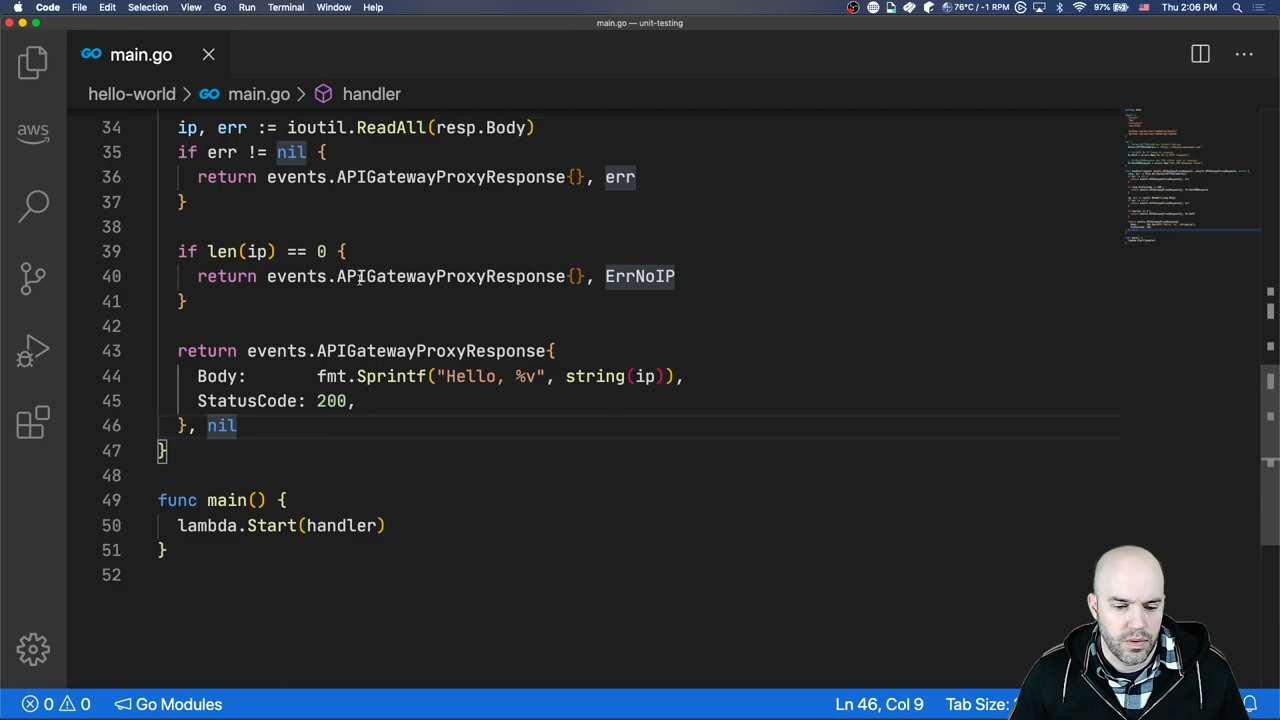 Code File Edit Selection View Go Run Terminal Window Help
76°C/ -1 RPM 97% Thu 2:06 PM
main.go — unit-testing
GO main.go
hello-world > GO main.go > handler
aws
34 ip, err := ioutil.ReadAll(resp.Body)
35 if err != nil {
36 return events.APIGatewayProxyResponse{}, err
37 }
38
39 if len(ip) == 0 {
40 return events.APIGatewayProxyResponse{}, ErrNoIP
41 }
42
43 return events.APIGatewayProxyResponse{
44 Body: fmt.Sprintf("Hello, %v", string(ip)),
45 StatusCode: 200,
46 }, nil
47 }
48
49 func main() {
50 lambda.Start(handler)
51 }
52
0 0 Go Modules Ln 46, Col 9 Tab Size: